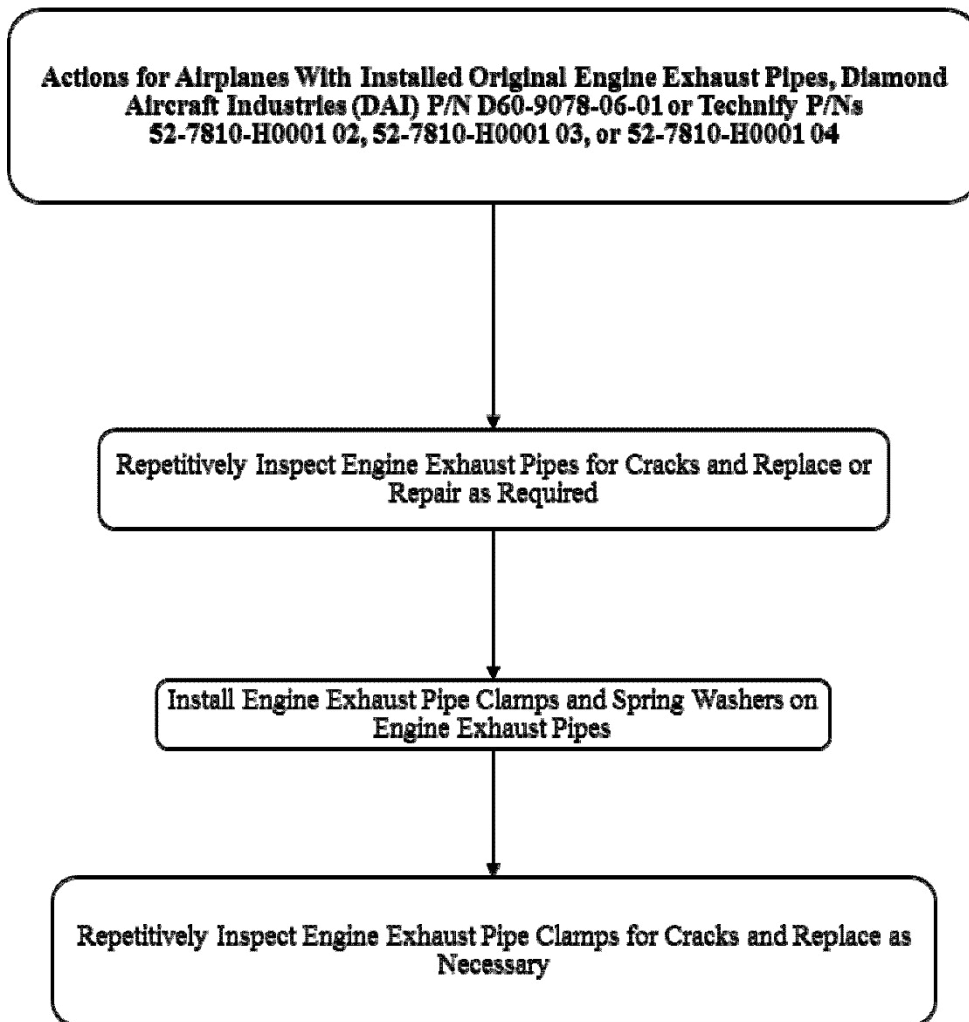 Actions for Airplanes With Installed Original Engine Exhaust Pipes, Diamond
Aircraft Industries (DAI) P/N D60-9078-06-01 or Technify P/Ns
52-7810-H0001 02, 52-7810-H0001 03, or 52-7810-H0001 04
Repetitively Inspect Engine Exhaust Pipes for Cracks and Replace or
Repair as Required
Install Engine Exhaust Pipe Clamps and Spring Washers on
Engine Exhaust Pipes
Repetitively Inspect Engine Exhaust Pipe Clamps for Cracks and Replace as
Necessary